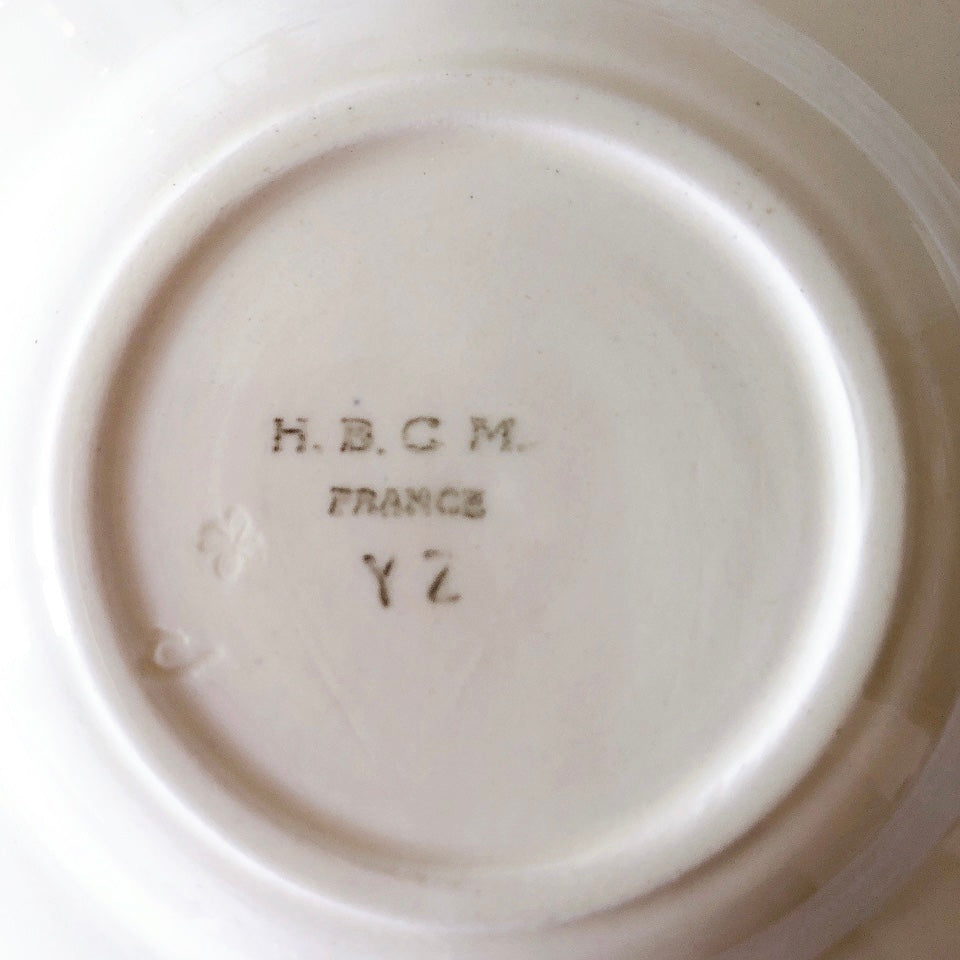 H. B. C M.
FRANCE
Y Z